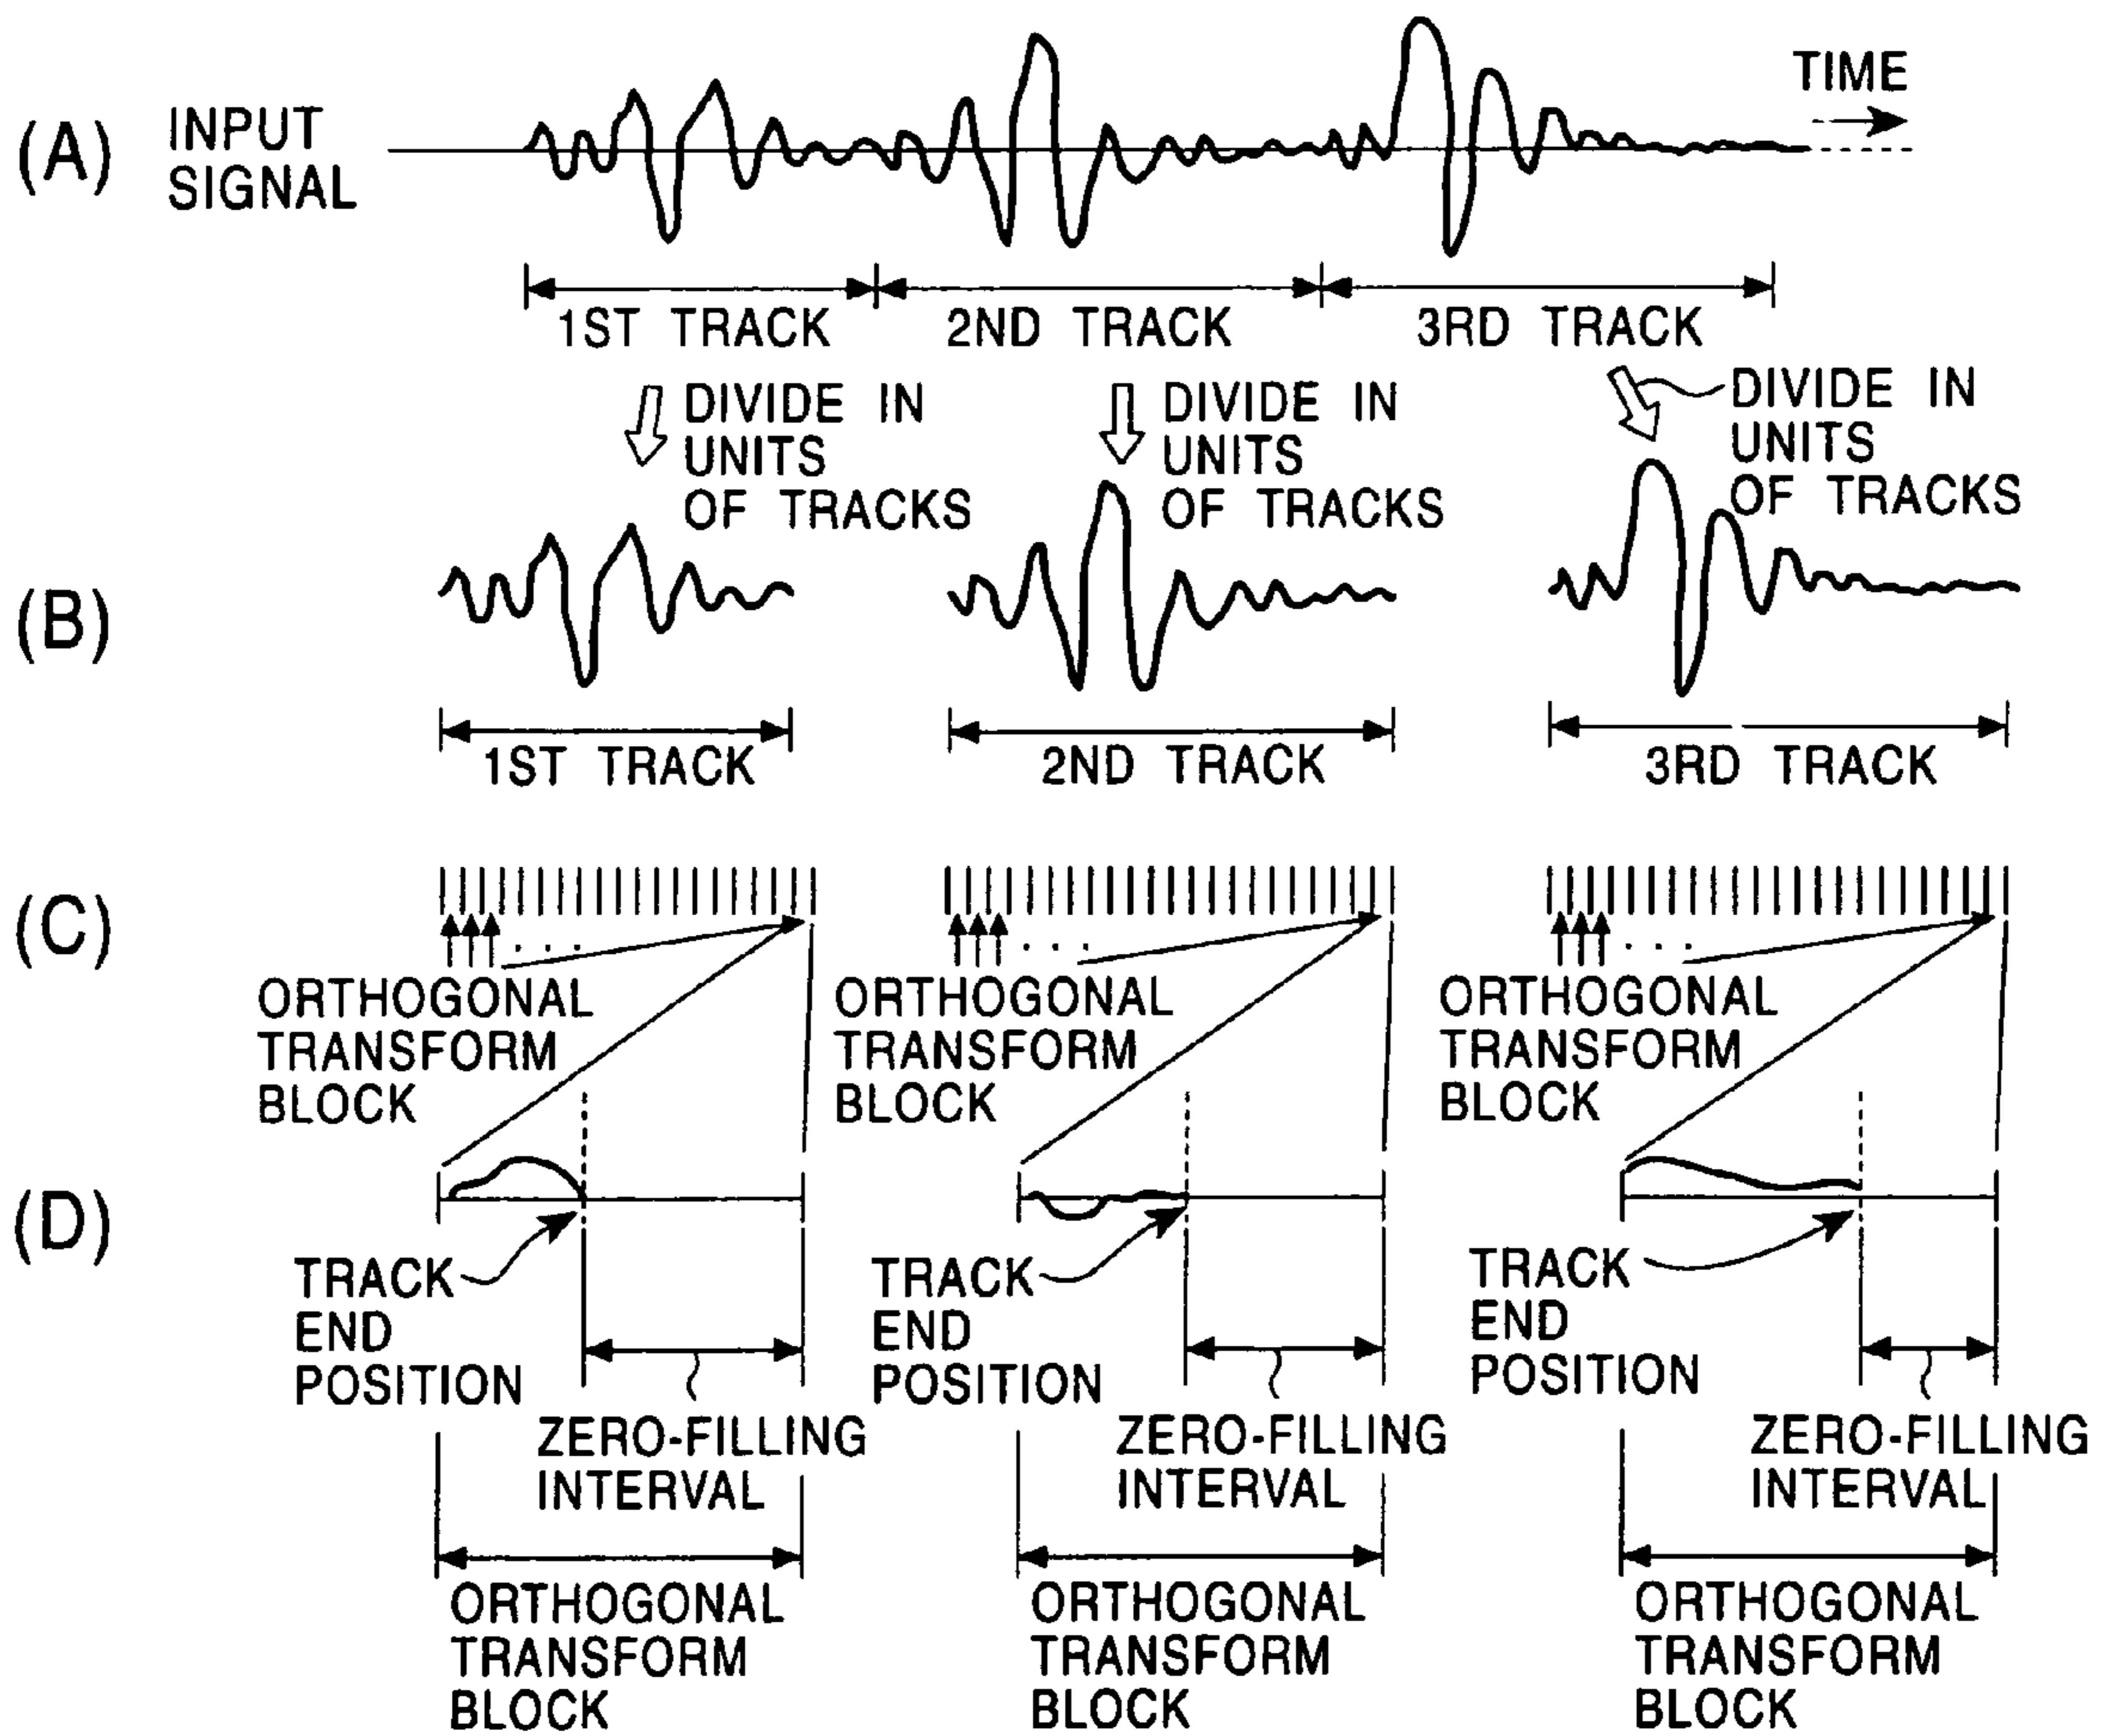 (A)
INPUT
SIGNAL
TIME
1ST TRACK
2ND TRACK
3RD TRACK
DIVIDE IN
UNITS
OF TRACKS
DIVIDE IN
UNITS
OF TRACKS
DIVIDE IN
UNITS
OF TRACKS
(B)
1ST TRACK
2ND TRACK
3RD TRACK
(C)
. . .
. . .
. . .
ORTHOGONAL
TRANSFORM
BLOCK
ORTHOGONAL
TRANSFORM
BLOCK
ORTHOGONAL
TRANSFORM
BLOCK
(D)
TRACK
END
POSITION
TRACK
END
POSITION
TRACK
END
POSITION
ZERO-FILLING
INTERVAL
ZERO-FILLING
INTERVAL
ZERO-FILLING
INTERVAL
ORTHOGONAL
TRANSFORM
BLOCK
ORTHOGONAL
TRANSFORM
BLOCK
ORTHOGONAL
TRANSFORM
BLOCK